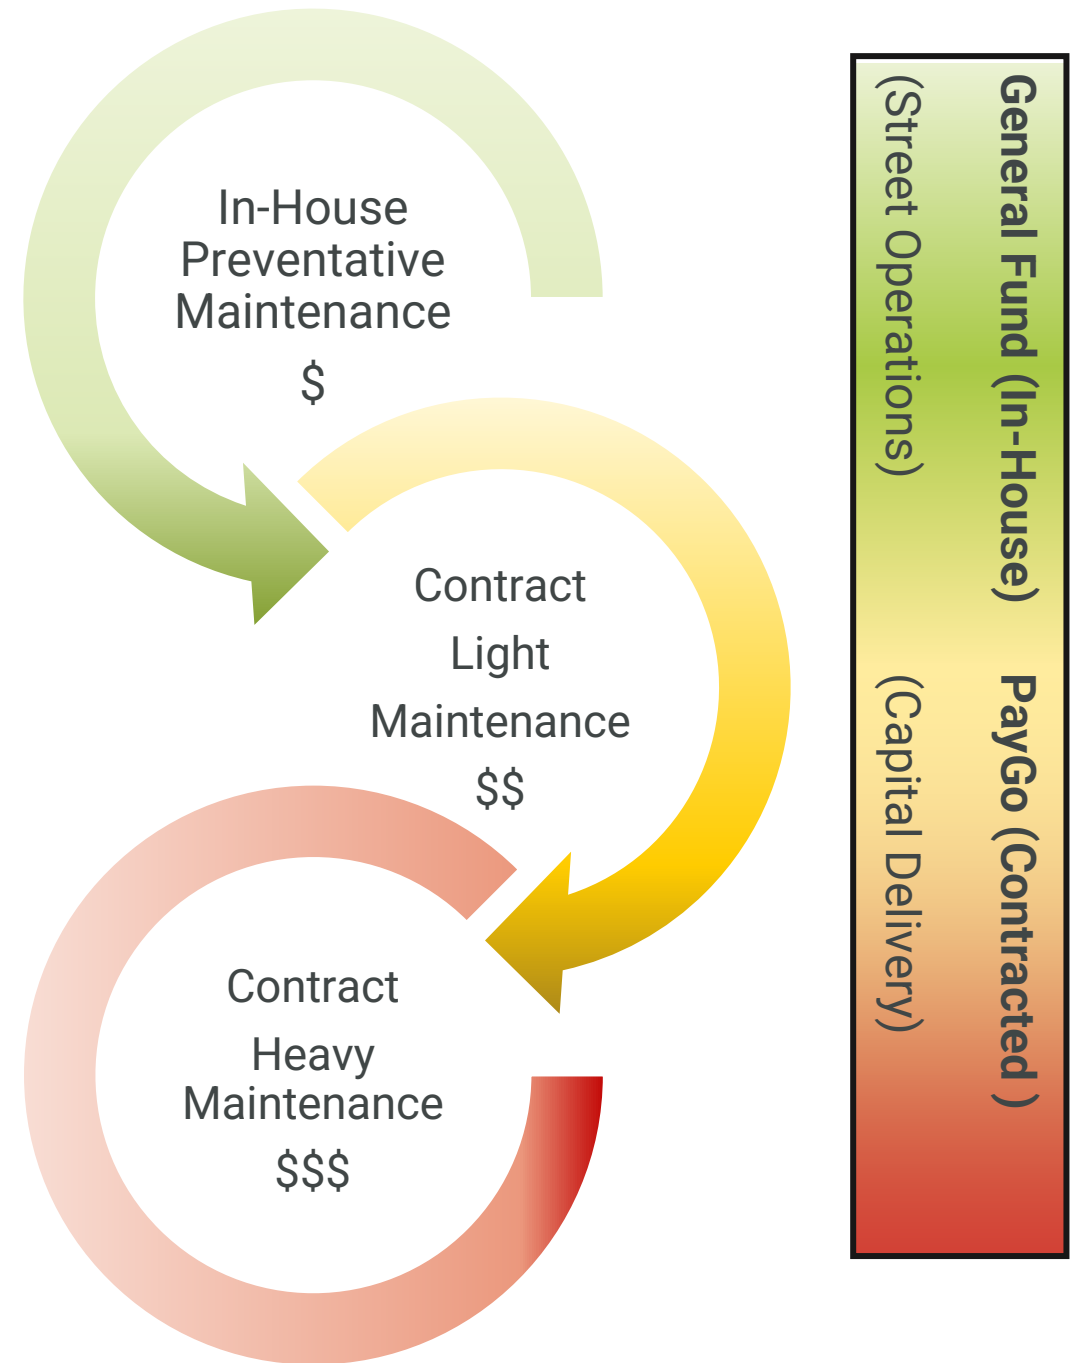 In-House
Preventative
Maintenance
$
Contract
Light
Maintenance
$$
Contract
Heavy
Maintenance
$$$
General Fund (In-House)
(Street Operations)
PayGo (Contracted )
(Capital Delivery)